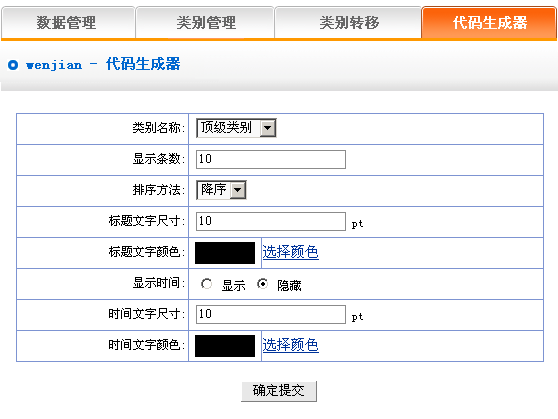 数据管理 类别管理 类别转移 代码生成器
wenjian - 代码生成器
类别名称: 顶级类别
显示条数: 10
排序方法: 降序
标题文字尺寸: 10 pt
标题文字颜色: 选择颜色
显示时间: 显示 隐藏
时间文字尺寸: 10 pt
时间文字颜色: 选择颜色
确定提交